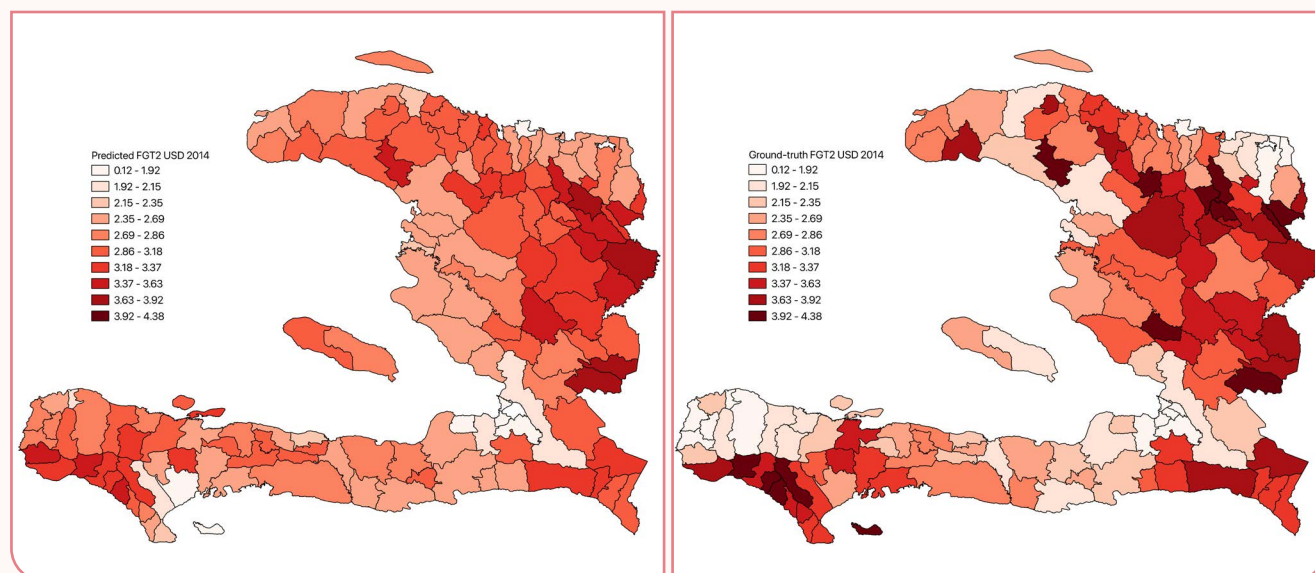 Predicted FGT2 USD 2014
0.12 - 1.92
1.92 - 2.15
2.15 - 2.35
2.35 - 2.69
2.69 - 2.86
2.86 - 3.18
3.18 - 3.37
3.37 - 3.63
3.63 - 3.92
3.92 - 4.38
Ground-truth FGT2 USD 2014
0.12 - 1.92
1.92 - 2.15
2.15 - 2.35
2.35 - 2.69
2.69 - 2.86
2.86 - 3.18
3.18 - 3.37
3.37 - 3.63
3.63 - 3.92
3.92 - 4.38